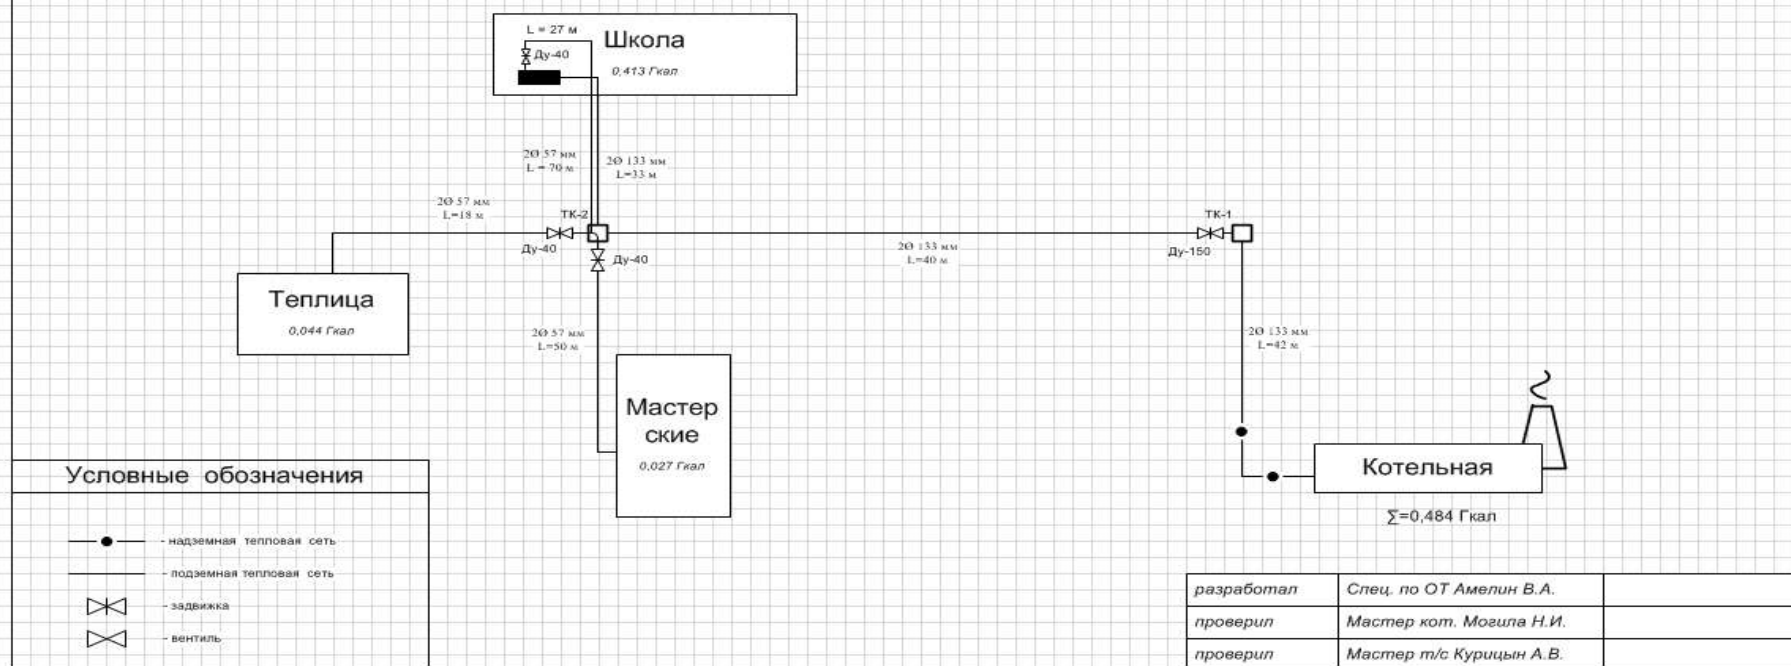 L = 27 м
Школа
Ду-40
0,413 Гкал
2Ø 57 мм
L = 70 м
2Ø 133 мм
L=33 м
2Ø 57 мм
L=18 м
ТК-2
ТК-1
Ду-40
Ду-40
2Ø 133 мм
L=40 м
Ду-150
Теплица
0,044 Гкал
2Ø 57 мм
L=50 м
2Ø 133 мм
L=42 м
Мастер
ские
0,027 Гкал
Котельная
∑=0,484 Гкал
Условные обозначения
- надземная тепловая сеть
- подземная тепловая сеть
- задвижка
- вентиль
разработал Спец. по ОТ Амелин В.А.
проверил Мастер кот. Могила Н.И.
проверил Мастер т/с Курицын А.В.